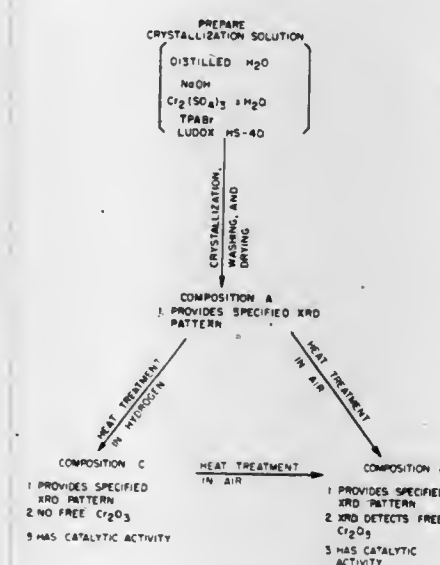 PREPARE
CRYSTALLIZATION SOLUTION
DISTILLED H2O
NaOH
Cr2(SO4)3 = H2O
TPABr
LUDOX HS-40
CRYSTALLIZATION,
WASHING, AND
DRYING
COMPOSITION A
1. PROVIDES SPECIFIED XRD
PATTERN
HEAT TREATMENT
IN HYDROGEN
HEAT TREATMENT
IN AIR
COMPOSITION C
1 PROVIDES SPECIFIED
XRD PATTERN
2 NO FREE Cr2O3
9 HAS CATALYTIC ACTIVITY
HEAT TREATMENT
IN AIR
COMPOSITION
1 PROVIDES SPECIFIED
XRD PATTERN
2 XRD DETECTS FREE
Cr2O9
3 HAS CATALYTIC
ACTIVITY